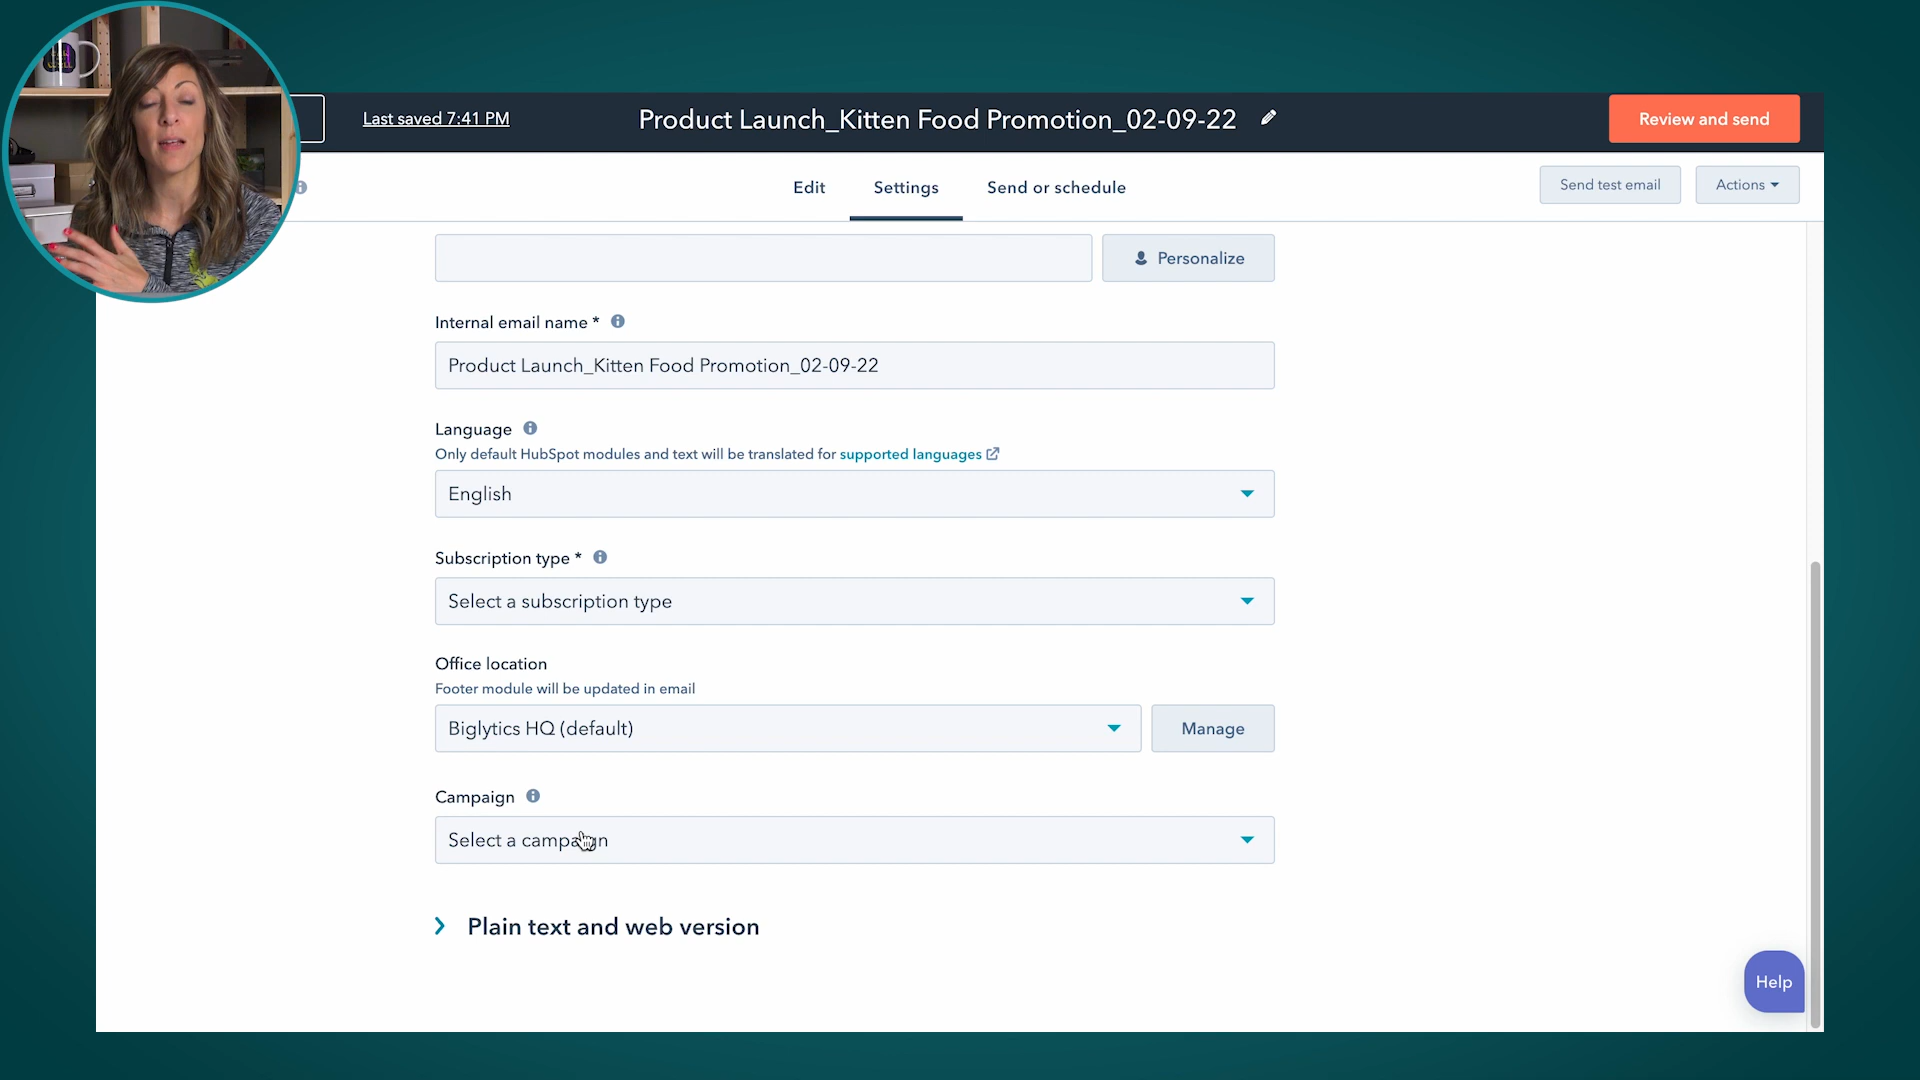 Last saved 7:41 PM
Product Launch_Kitten Food Promotion_02-09-22
Review and send
Edit
Settings
Send or schedule
Send test email
Actions
Personalize
Internal email name *
Product Launch_Kitten Food Promotion_02-09-22
Language
Only default HubSpot modules and text will be translated for supported languages
English
Subscription type *
Select a subscription type
Office location
Footer module will be updated in email
Biglytics HQ (default)
Manage
Campaign
Select a campaign
Plain text and web version
Help